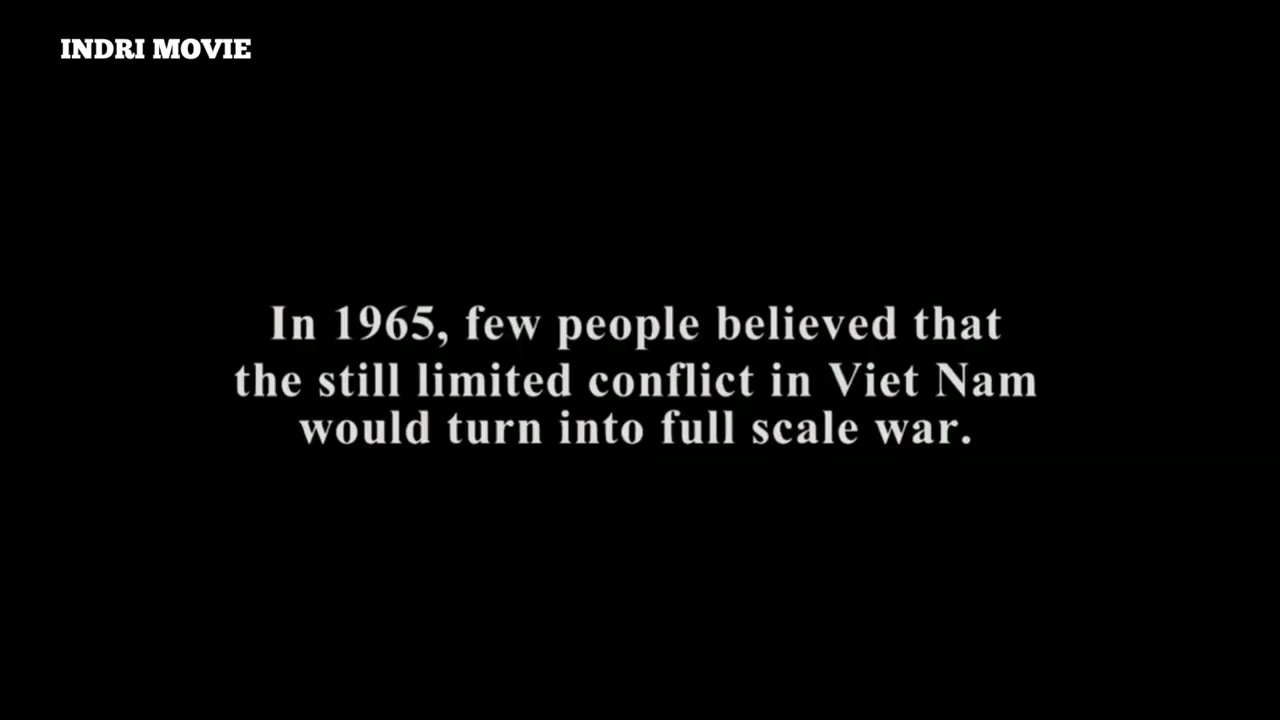 INDRI MOVIE
In 1965, few people believed that
the still limited conflict in Viet Nam
would turn into full scale war.